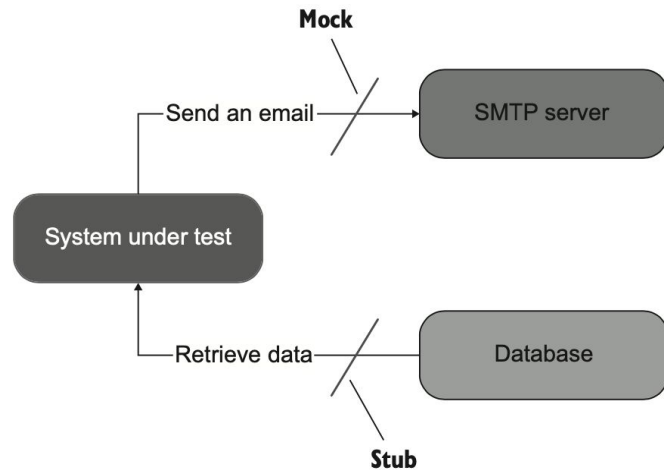 Mock
Send an email
SMTP server
System under test
Retrieve data
Database
Stub